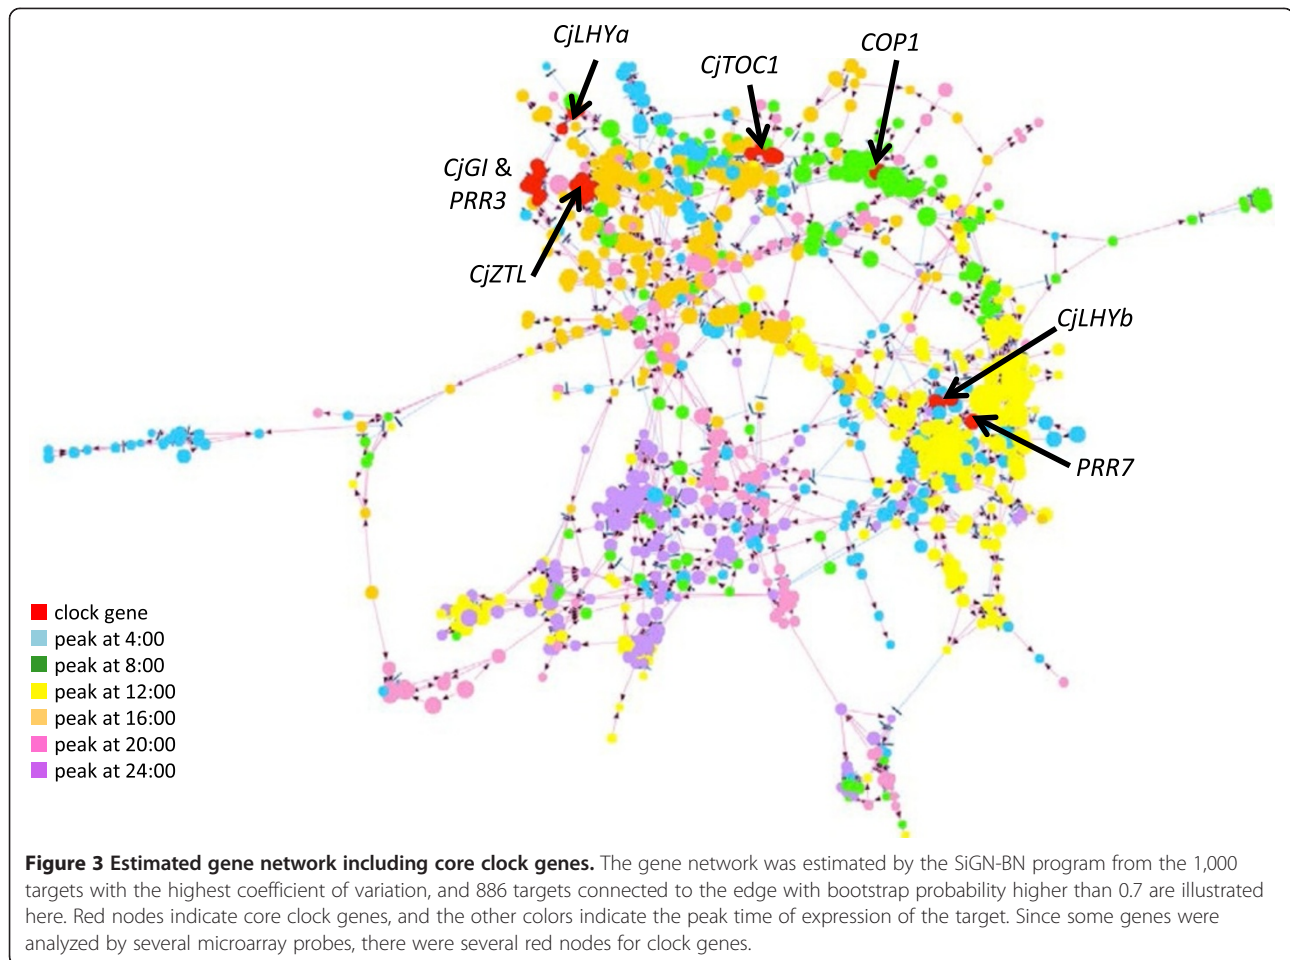 CjLHYa
CjTOC1
COP1
CjGI &
PRR3
CjZTL
CjLHYb
PRR7
clock gene
peak at 4:00
peak at 8:00
peak at 12:00
peak at 16:00
peak at 20:00
peak at 24:00
Figure 3 Estimated gene network including core clock genes. The gene network was estimated by the SiGN-BN program from the 1,000
targets with the highest coefficient of variation, and 886 targets connected to the edge with bootstrap probability higher than 0.7 are illustrated
here. Red nodes indicate core clock genes, and the other colors indicate the peak time of expression of the target. Since some genes were
analyzed by several microarray probes, there were several red nodes for clock genes.